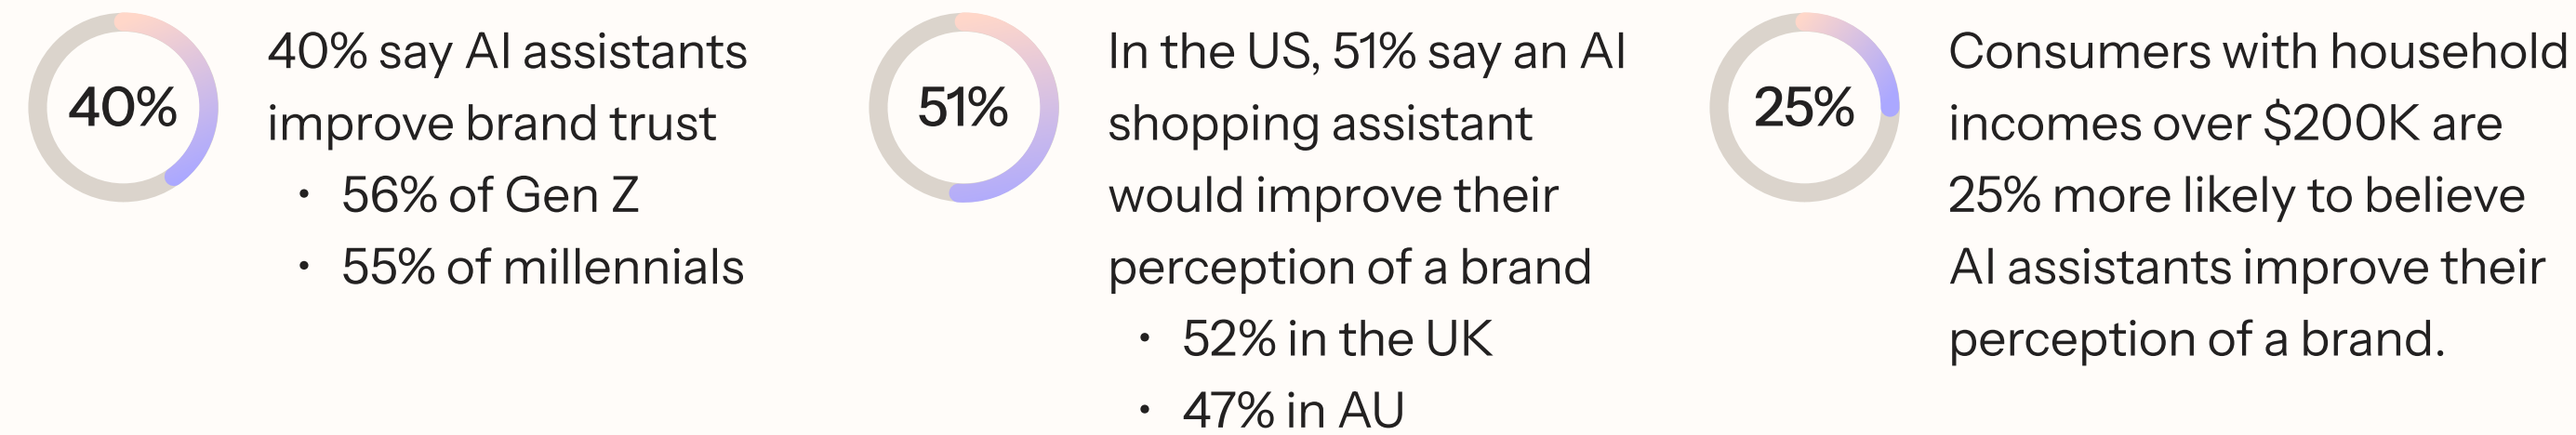 40%
40% say AI assistants
improve brand trust
• 56% of Gen Z
• 55% of millennials
51%
In the US, 51% say an AI
shopping assistant
would improve their
perception of a brand
• 52% in the UK
• 47% in AU
25%
Consumers with household
incomes over $200K are
25% more likely to believe
AI assistants improve their
perception of a brand.